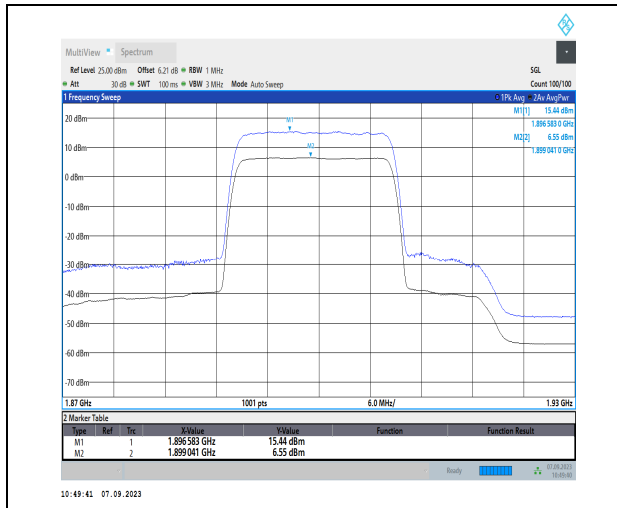 MultiView Spectrum
Ref Level 25.00 dBm Offset 6.21 dB RBW 1 MHz SGL
Att 30 dB SWT 100 ms VBW 3 MHz Mode Auto Sweep Count 100/100
1 Frequency Sweep 1Pk Avg 2Av AvgPwr
M1[1] 15.44 dBm
1.896 583 0 GHz
M2[2] 6.55 dBm
1.899 041 0 GHz
M1
M2
20 dBm
10 dBm
0 dBm
-10 dBm
-20 dBm
-30 dBm
-40 dBm
-50 dBm
-60 dBm
-70 dBm
1.87 GHz 1001 pts 6.0 MHz/ 1.93 GHz
2 Marker Table
Type Ref Trc X-Value Y-Value Function Function Result
M1 1 1.896 583 GHz 15.44 dBm
M2 2 1.899 041 GHz 6.55 dBm
Ready 07.09.2023
10:49:40
10:49:41 07.09.2023